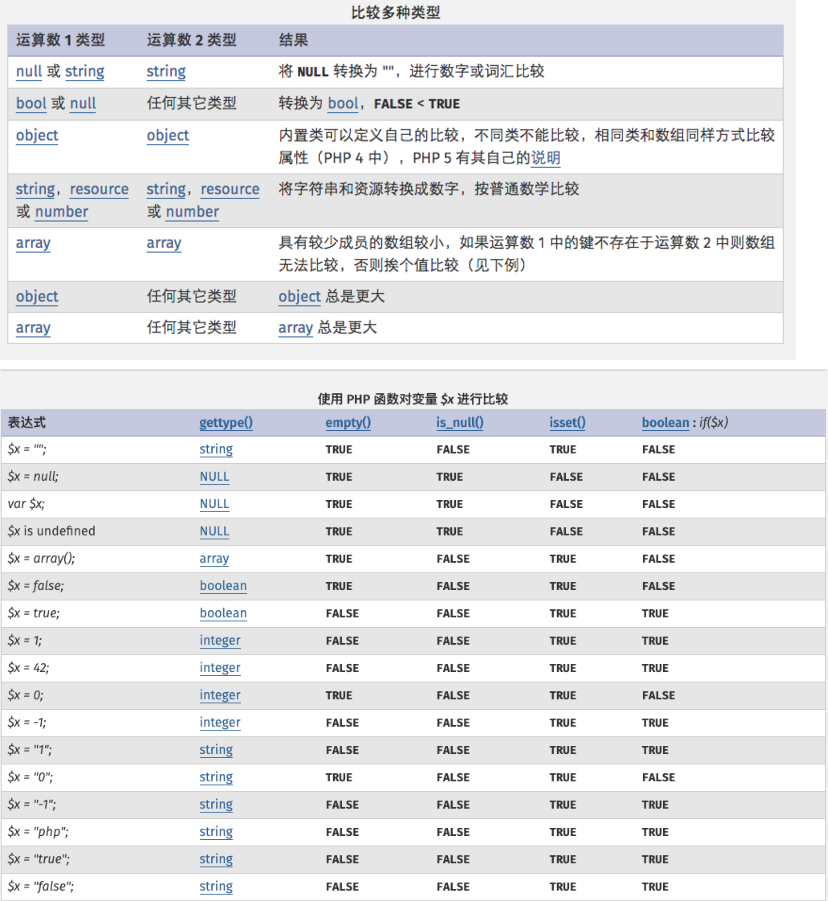 比较多种类型
运算数 1 类型 运算数 2 类型 结果
null 或 string string 将 NULL 转换为 ""，进行数字或词汇比较
bool 或 null 任何其它类型 转换为 bool，FALSE < TRUE
object object 内置类可以定义自己的比较，不同类不能比较，相同类和数组同样方式比较
属性（PHP 4 中），PHP 5 有其自己的说明
string，resource string，resource 将字符串和资源转换成数字，按普通数学比较
或 number 或 number
array array 具有较少成员的数组较小，如果运算数 1 中的键不存在于运算数 2 中则数组
无法比较，否则挨个值比较（见下例）
object 任何其它类型 object 总是更大
array 任何其它类型 array 总是更大
使用 PHP 函数对变量 $x 进行比较
表达式 gettype() empty() is_null() isset() boolean : if($x)
$x = ""; string TRUE FALSE TRUE FALSE
$x = null; NULL TRUE TRUE FALSE FALSE
var $x; NULL TRUE TRUE FALSE FALSE
$x is undefined NULL TRUE TRUE FALSE FALSE
$x = array(); array TRUE FALSE TRUE FALSE
$x = false; boolean TRUE FALSE TRUE FALSE
$x = true; boolean FALSE FALSE TRUE TRUE
$x = 1; integer FALSE FALSE TRUE TRUE
$x = 42; integer FALSE FALSE TRUE TRUE
$x = 0; integer TRUE FALSE TRUE FALSE
$x = -1; integer FALSE FALSE TRUE TRUE
$x = "1"; string FALSE FALSE TRUE TRUE
$x = "0"; string TRUE FALSE TRUE FALSE
$x = "-1"; string FALSE FALSE TRUE TRUE
$x = "php"; string FALSE FALSE TRUE TRUE
$x = "true"; string FALSE FALSE TRUE TRUE
$x = "false"; string FALSE FALSE TRUE TRUE